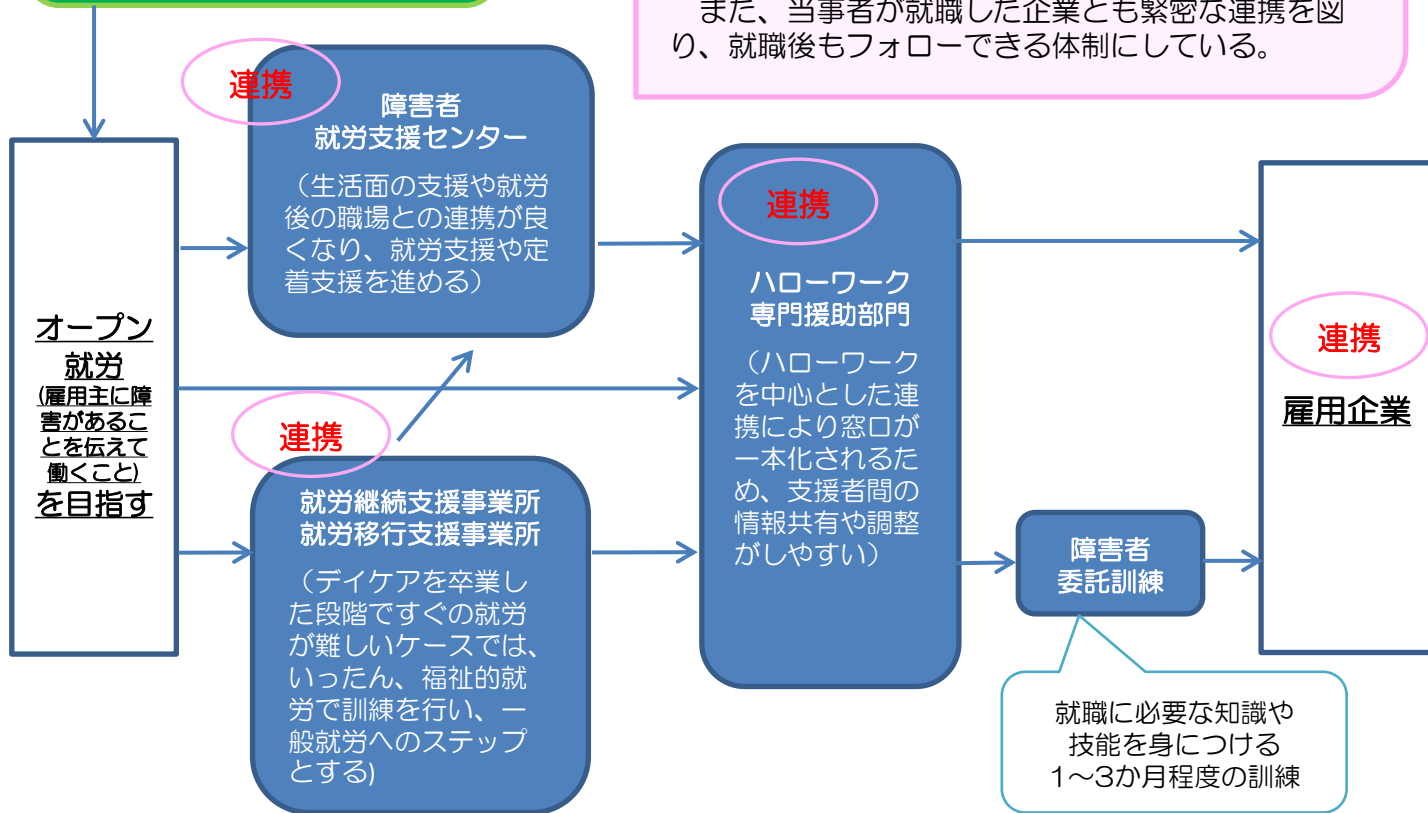 また、当事者が就職した企業とも緊密な連携を図
り、就職後もフォローできる体制にしている。
連携
障害者
就労支援センター
（生活面の支援や就労
後の職場との連携が良
くなり、就労支援や定
着支援を進める）
オープン
就労
(雇用主に障
害があるこ
とを伝えて
働くこと)
を目指す
連携
就労継続支援事業所
就労移行支援事業所
（デイケアを卒業し
た段階ですぐの就労
が難しいケースでは、
いったん、福祉的就
労で訓練を行い、一
般就労へのステップ
とする)
連携
ハローワーク
専門援助部門
（ハローワーク
を中心とした連
携により窓口が
一本化されるた
め、支援者間の
情報共有や調整
がしやすい）
障害者
委託訓練
就職に必要な知識や
技能を身につける
1～3か月程度の訓練
連携
雇用企業